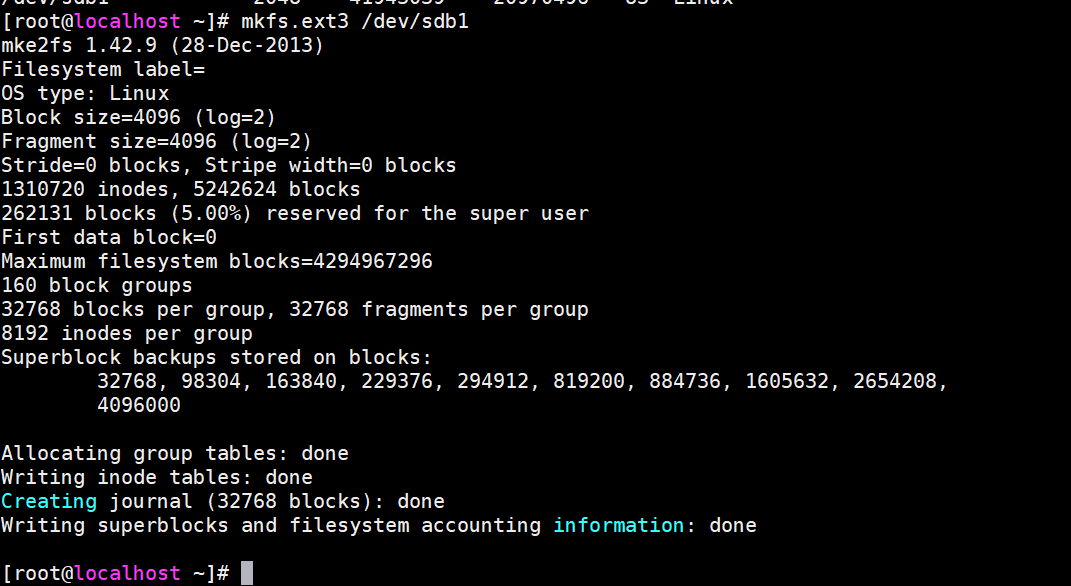 /dev/sdb1            2048    41943039    20970496   83  Linux
[root@localhost ~]# mkfs.ext3 /dev/sdb1
mke2fs 1.42.9 (28-Dec-2013)
Filesystem label=
OS type: Linux
Block size=4096 (log=2)
Fragment size=4096 (log=2)
Stride=0 blocks, Stripe width=0 blocks
1310720 inodes, 5242624 blocks
262131 blocks (5.00%) reserved for the super user
First data block=0
Maximum filesystem blocks=4294967296
160 block groups
32768 blocks per group, 32768 fragments per group
8192 inodes per group
Superblock backups stored on blocks:
        32768, 98304, 163840, 229376, 294912, 819200, 884736, 1605632, 2654208,
        4096000
Allocating group tables: done
Writing inode tables: done
Creating journal (32768 blocks): done
Writing superblocks and filesystem accounting information: done
[root@localhost ~]#